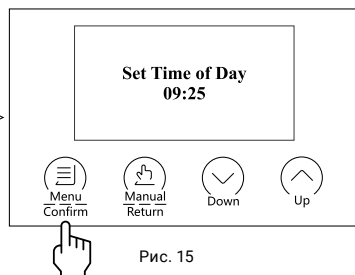 Set Time of Day
09:25
Menu
Confirm
Manual
Return
Down
Up
Рис. 15